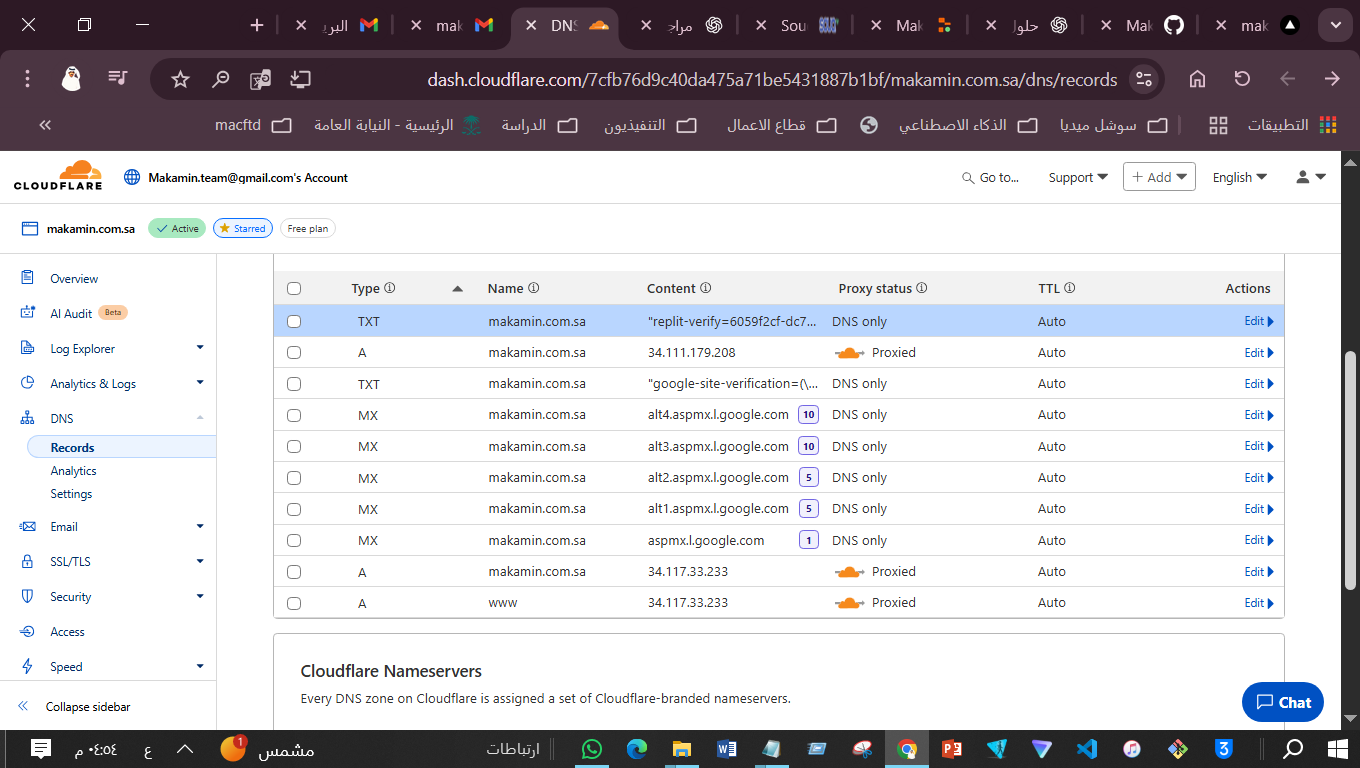 البريـ
mak
DNS
مراجـ
Sou
Mak
حلول
Mak
mak
dash.cloudflare.com/7cfb76d9c40da475a71be5431887b1bf/makamin.com.sa/dns/records
التطبيقات
سوشل ميديا
الذكاء الاصطناعي
قطاع الاعمال
التنفيذيون
الدراسة
الرئيسية - النيابة العامة
macftd
CLOUDFLARE
Makamin.team@gmail.com's Account
Go to...
Support
+ Add
English
makamin.com.sa
Active
Starred
Free plan
Overview
AI Audit Beta
Log Explorer
Analytics & Logs
DNS
Records
Analytics
Settings
Email
SSL/TLS
Security
Access
Speed
Collapse sidebar
Type Name Content Proxy status TTL Actions
TXT makamin.com.sa "replit-verify=6059f2cf-dc7... DNS only Auto Edit
A makamin.com.sa 34.111.179.208 Proxied Auto Edit
TXT makamin.com.sa "google-site-verification=(\... DNS only Auto Edit
MX makamin.com.sa alt4.aspmx.l.google.com 10 DNS only Auto Edit
MX makamin.com.sa alt3.aspmx.l.google.com 10 DNS only Auto Edit
MX makamin.com.sa alt2.aspmx.l.google.com 5 DNS only Auto Edit
MX makamin.com.sa alt1.aspmx.l.google.com 5 DNS only Auto Edit
MX makamin.com.sa aspmx.l.google.com 1 DNS only Auto Edit
A makamin.com.sa 34.117.33.233 Proxied Auto Edit
A www 34.117.33.233 Proxied Auto Edit
Cloudflare Nameservers
Every DNS zone on Cloudflare is assigned a set of Cloudflare-branded nameservers.
Chat
٠٤:٥٤ م
ع
1
مشمس
ارتباطات